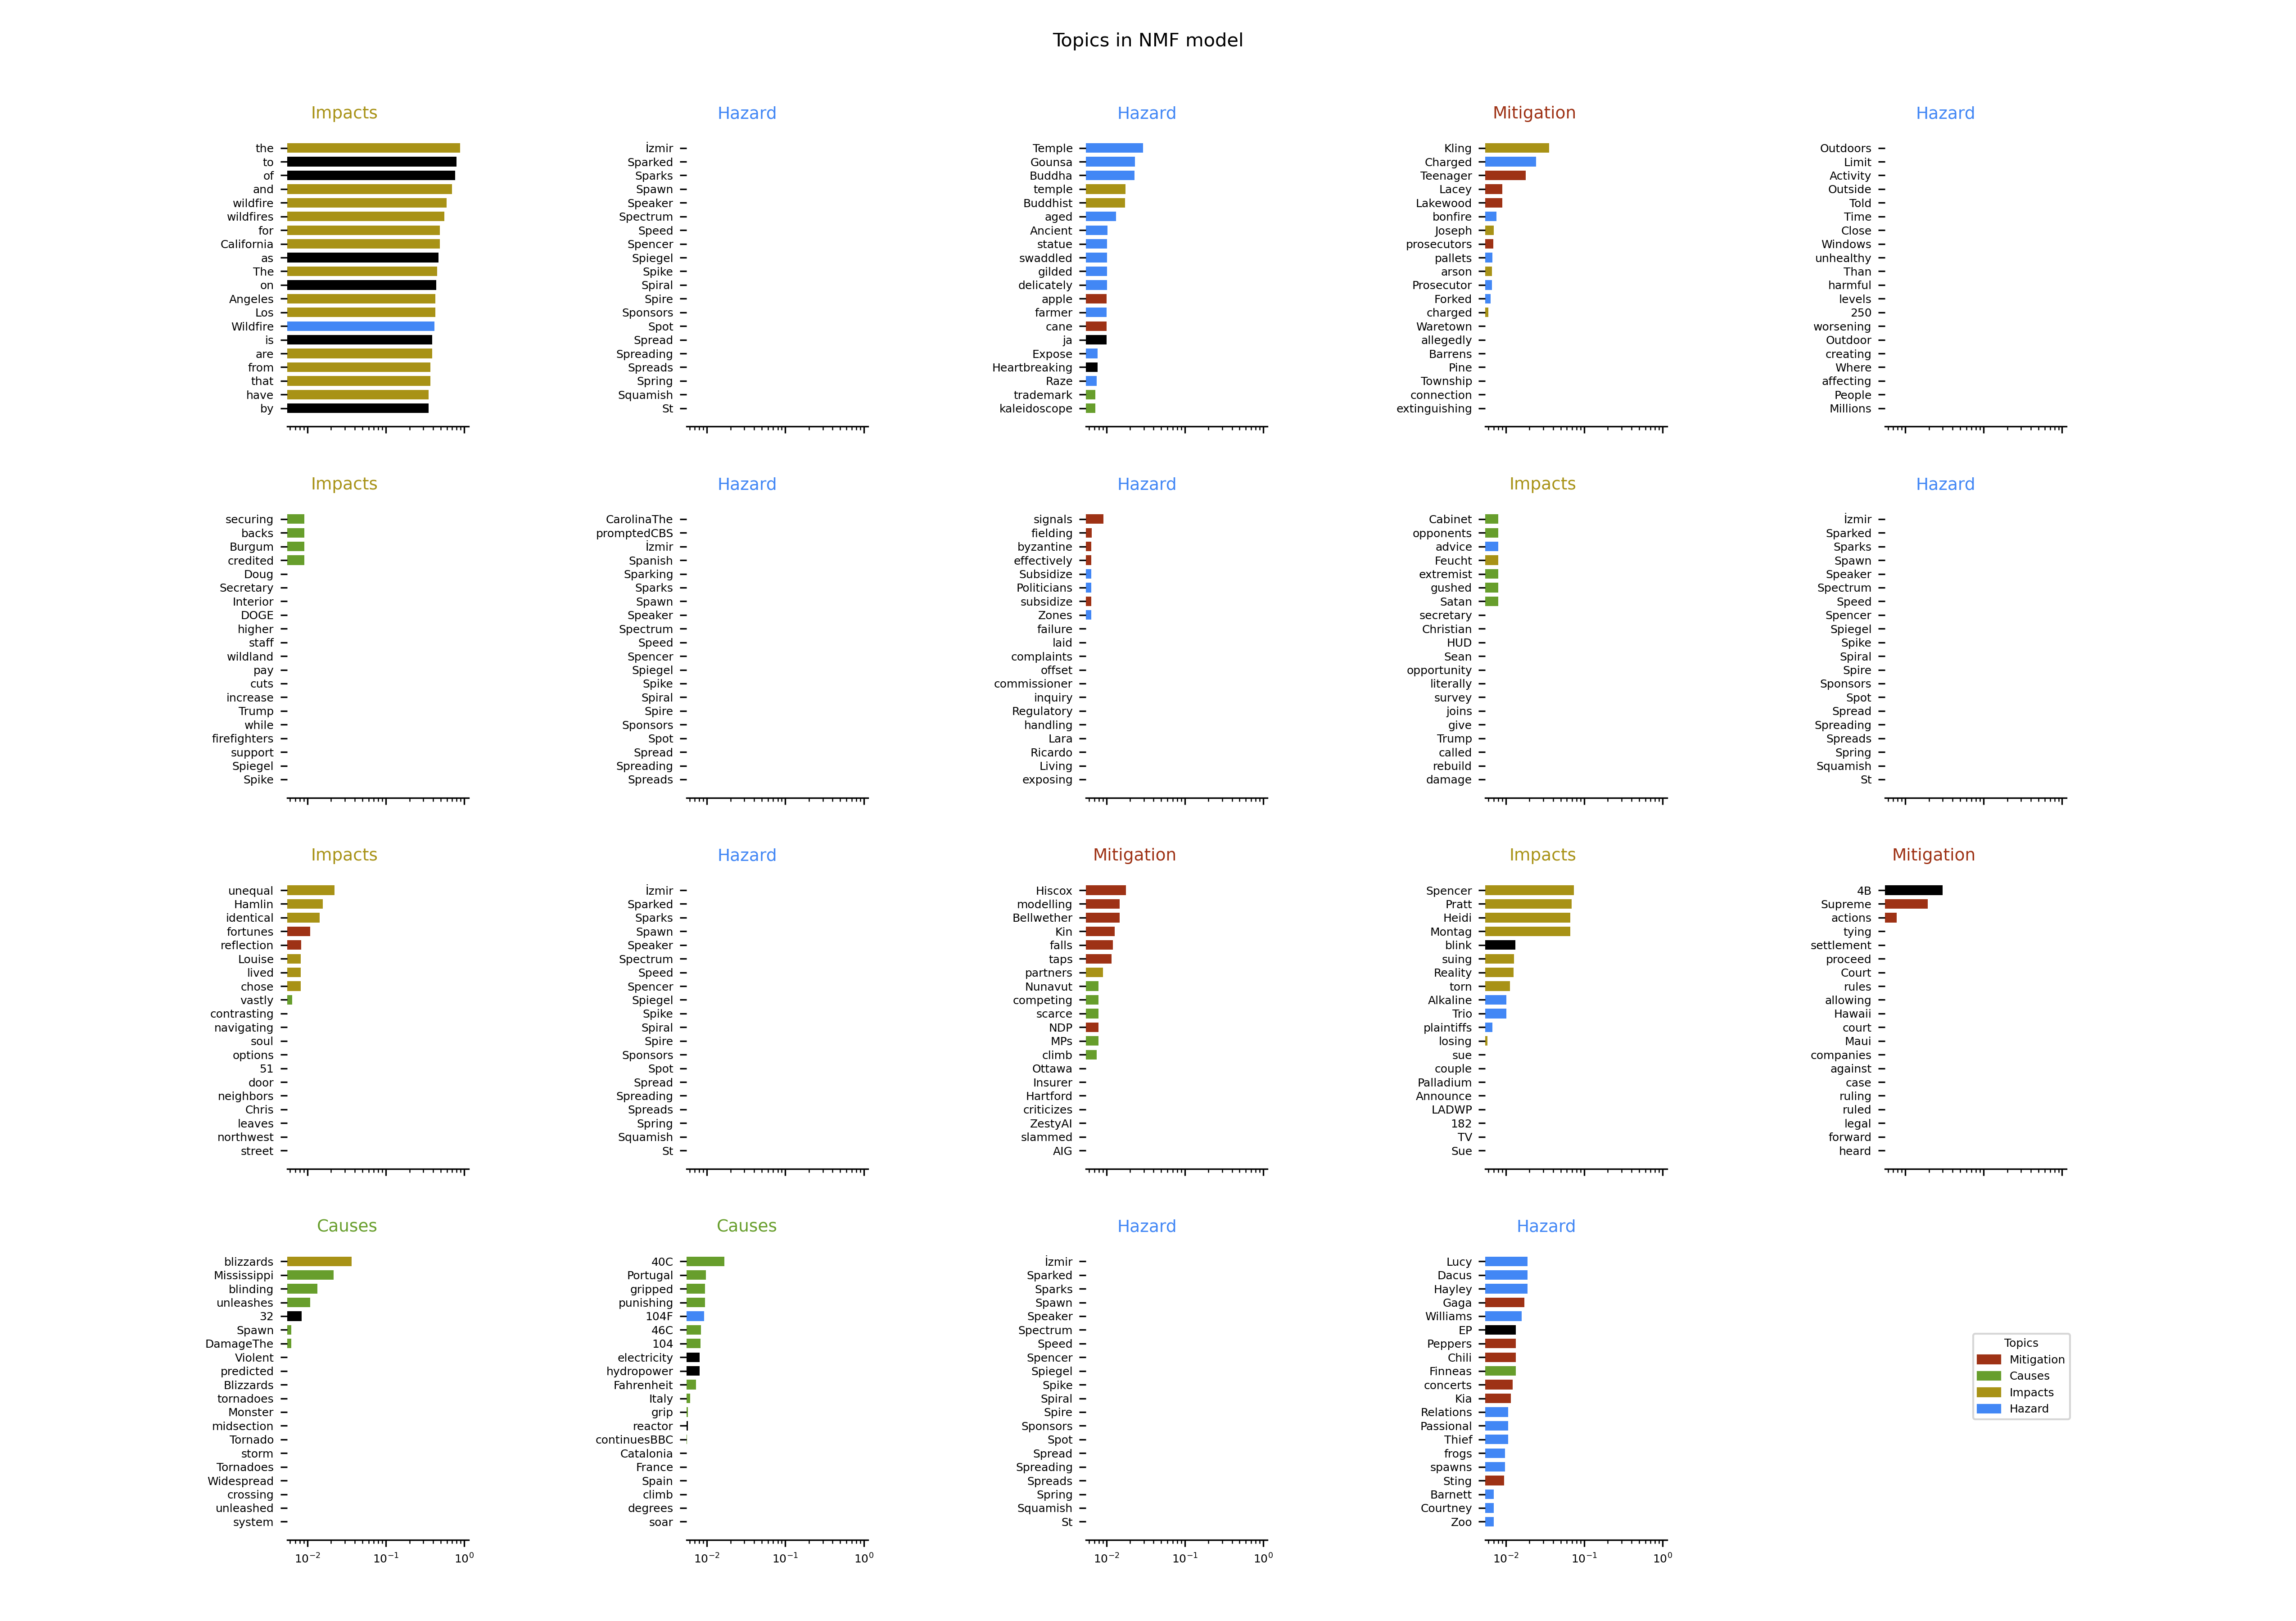 Topics in NMF model
Impacts
the
to
of
and
wildfire
wildfires
for
California
as
The
on
Angeles
Los
Wildfire
is
are
from
that
have
by
Hazard
İzmir
Sparked
Sparks
Spawn
Speaker
Spectrum
Speed
Spencer
Spiegel
Spike
Spiral
Spire
Sponsors
Spot
Spread
Spreading
Spreads
Spring
Squamish
St
Hazard
Temple
Gounsa
Buddha
temple
Buddhist
aged
Ancient
statue
swaddled
gilded
delicately
apple
farmer
cane
ja
Expose
Heartbreaking
Raze
trademark
kaleidoscope
Mitigation
Kling
Charged
Teenager
Lacey
Lakewood
bonfire
Joseph
prosecutors
pallets
arson
Prosecutor
Forked
charged
Waretown
allegedly
Barrens
Pine
Township
connection
extinguishing
Hazard
Outdoors
Limit
Activity
Outside
Told
Time
Close
Windows
unhealthy
Than
harmful
levels
250
worsening
Outdoor
creating
Where
affecting
People
Millions
Impacts
securing
backs
Burgum
credited
Doug
Secretary
Interior
DOGE
higher
staff
wildland
pay
cuts
increase
Trump
while
firefighters
support
Spiegel
Spike
Hazard
CarolinaThe
promptedCBS
İzmir
Spanish
Sparking
Sparks
Spawn
Speaker
Spectrum
Speed
Spencer
Spiegel
Spike
Spiral
Spire
Sponsors
Spot
Spread
Spreading
Spreads
Hazard
signals
fielding
byzantine
effectively
Subsidize
Politicians
subsidize
Zones
failure
laid
complaints
offset
commissioner
inquiry
Regulatory
handling
Lara
Ricardo
Living
exposing
Impacts
Cabinet
opponents
advice
Feucht
extremist
gushed
Satan
secretary
Christian
HUD
Sean
opportunity
literally
survey
joins
give
Trump
called
rebuild
damage
Hazard
İzmir
Sparked
Sparks
Spawn
Speaker
Spectrum
Speed
Spencer
Spiegel
Spike
Spiral
Spire
Sponsors
Spot
Spread
Spreading
Spreads
Spring
Squamish
St
Impacts
unequal
Hamlin
identical
fortunes
reflection
Louise
lived
chose
vastly
contrasting
navigating
soul
options
51
door
neighbors
Chris
leaves
northwest
street
Hazard
İzmir
Sparked
Sparks
Spawn
Speaker
Spectrum
Speed
Spencer
Spiegel
Spike
Spiral
Spire
Sponsors
Spot
Spread
Spreading
Spreads
Spring
Squamish
St
Mitigation
Hiscox
modelling
Bellwether
Kin
falls
taps
partners
Nunavut
competing
scarce
NDP
MPs
climb
Ottawa
Insurer
Hartford
criticizes
ZestyAI
slammed
AIG
Impacts
Spencer
Pratt
Heidi
Montag
blink
suing
Reality
torn
Alkaline
Trio
plaintiffs
losing
sue
couple
Palladium
Announce
LADWP
182
TV
Sue
Mitigation
4B
Supreme
actions
tying
settlement
proceed
Court
rules
allowing
Hawaii
court
Maui
companies
against
case
ruling
ruled
legal
forward
heard
Causes
blizzards
Mississippi
blinding
unleashes
32
Spawn
DamageThe
Violent
predicted
Blizzards
tornadoes
Monster
midsection
Tornado
storm
Tornadoes
Widespread
crossing
unleashed
system
10⁻² 10⁻¹ 10⁰
Causes
40C
Portugal
gripped
punishing
104F
46C
104
electricity
hydropower
Fahrenheit
Italy
grip
reactor
continuesBBC
Catalonia
France
Spain
climb
degrees
soar
10⁻² 10⁻¹ 10⁰
Hazard
İzmir
Sparked
Sparks
Spawn
Speaker
Spectrum
Speed
Spencer
Spiegel
Spike
Spiral
Spire
Sponsors
Spot
Spread
Spreading
Spreads
Spring
Squamish
St
10⁻² 10⁻¹ 10⁰
Hazard
Lucy
Dacus
Hayley
Gaga
Williams
EP
Peppers
Chili
Finneas
concerts
Kia
Relations
Passional
Thief
frogs
spawns
Sting
Barnett
Courtney
Zoo
10⁻² 10⁻¹ 10⁰
Topics
Mitigation
Causes
Impacts
Hazard